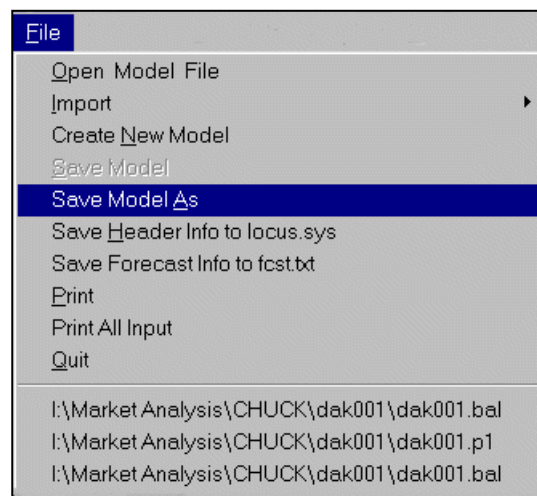 File
Open Model File
Import
Create New Model
Save Model
Save Model As
Save Header Info to locus.sys
Save Forecast Info to fcst.txt
Print
Print All Input
Quit
I:\Market Analysis\CHUCK\dak001\dak001.bal
I:\Market Analysis\CHUCK\dak001\dak001.p1
I:\Market Analysis\CHUCK\dak001\dak001.bal